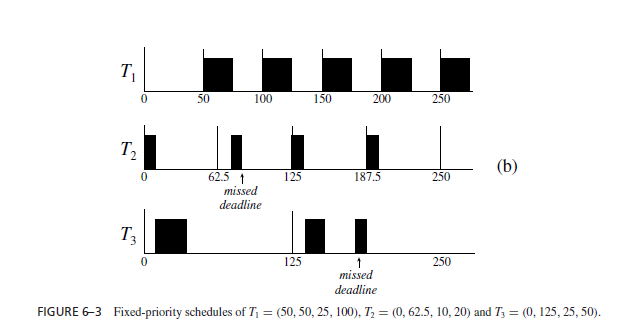 T1
0 50 100 150 200 250
T2
(b)
0 62.5 125 187.5 250
missed
deadline
T3
0 125 250
missed
deadline
FIGURE 6–3 Fixed-priority schedules of T1 = (50, 50, 25, 100), T2 = (0, 62.5, 10, 20) and T3 = (0, 125, 25, 50).